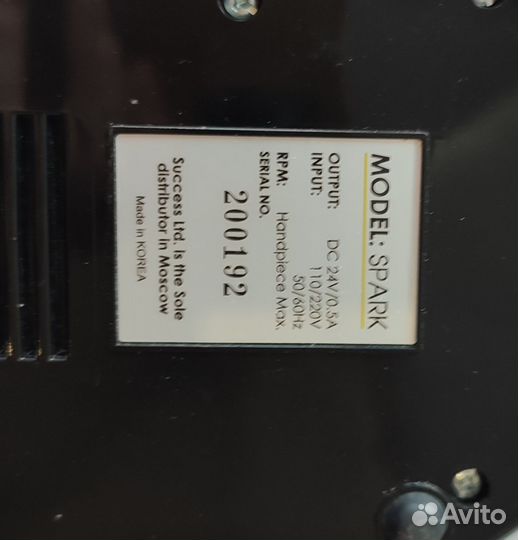 MODEL: SPARK
OUTPUT: DC 24V/0.5A
INPUT: 110/220V
50/60Hz
RPM: Handpiece Max.
SERIAL NO.
200192
Success Ltd. is the Sole
distributor in Moscow
Made in KOREA
Avito